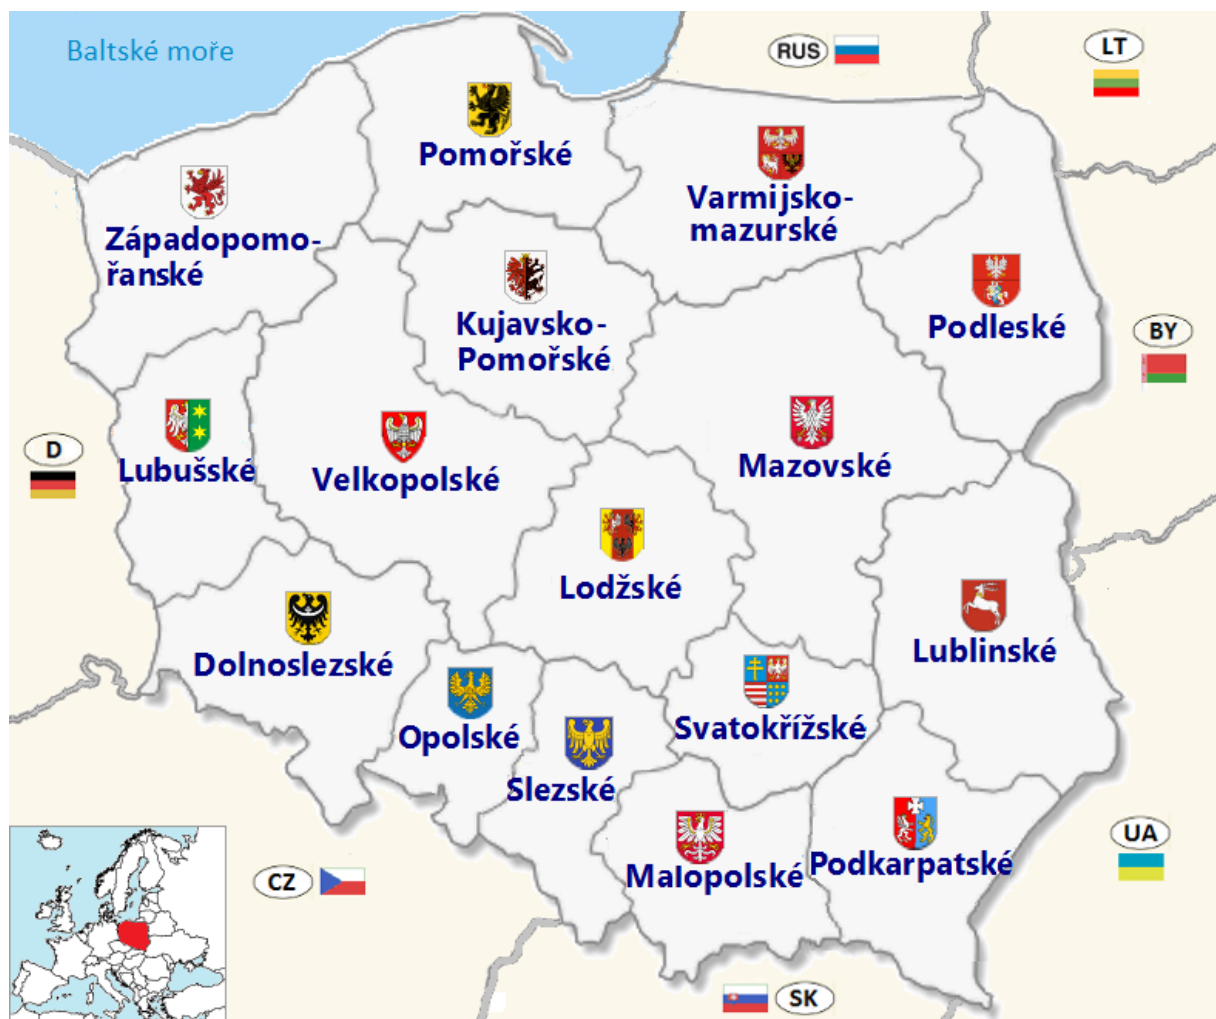 Baltské moře
RUS
LT
Pomořské
Varmijsko-
mazurské
Západopomo-
řanské
Kujavsko-
Pomořské
Podleské
BY
D
Lubušské
Velkopolské
Mazovské
Lodžské
Dolnoslezské
Lublinské
Opolské
Svatokřížské
Slezské
UA
CZ
Malopolské
Podkarpatské
SK